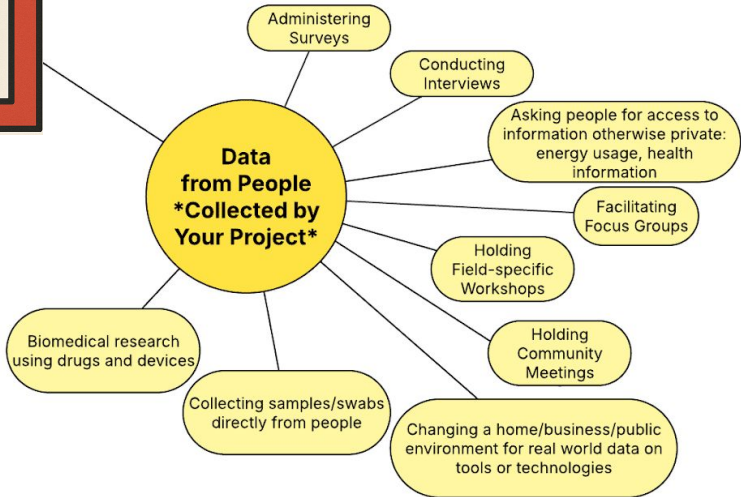 Administering
Surveys
Conducting
Interviews
Asking people for access to
information otherwise private:
energy usage, health
information
Data
from People
*Collected by
Your Project*
Facilitating
Focus Groups
Holding
Field-specific
Workshops
Holding
Community
Meetings
Biomedical research
using drugs and devices
Collecting samples/swabs
directly from people
Changing a home/business/public
environment for real world data on
tools or technologies